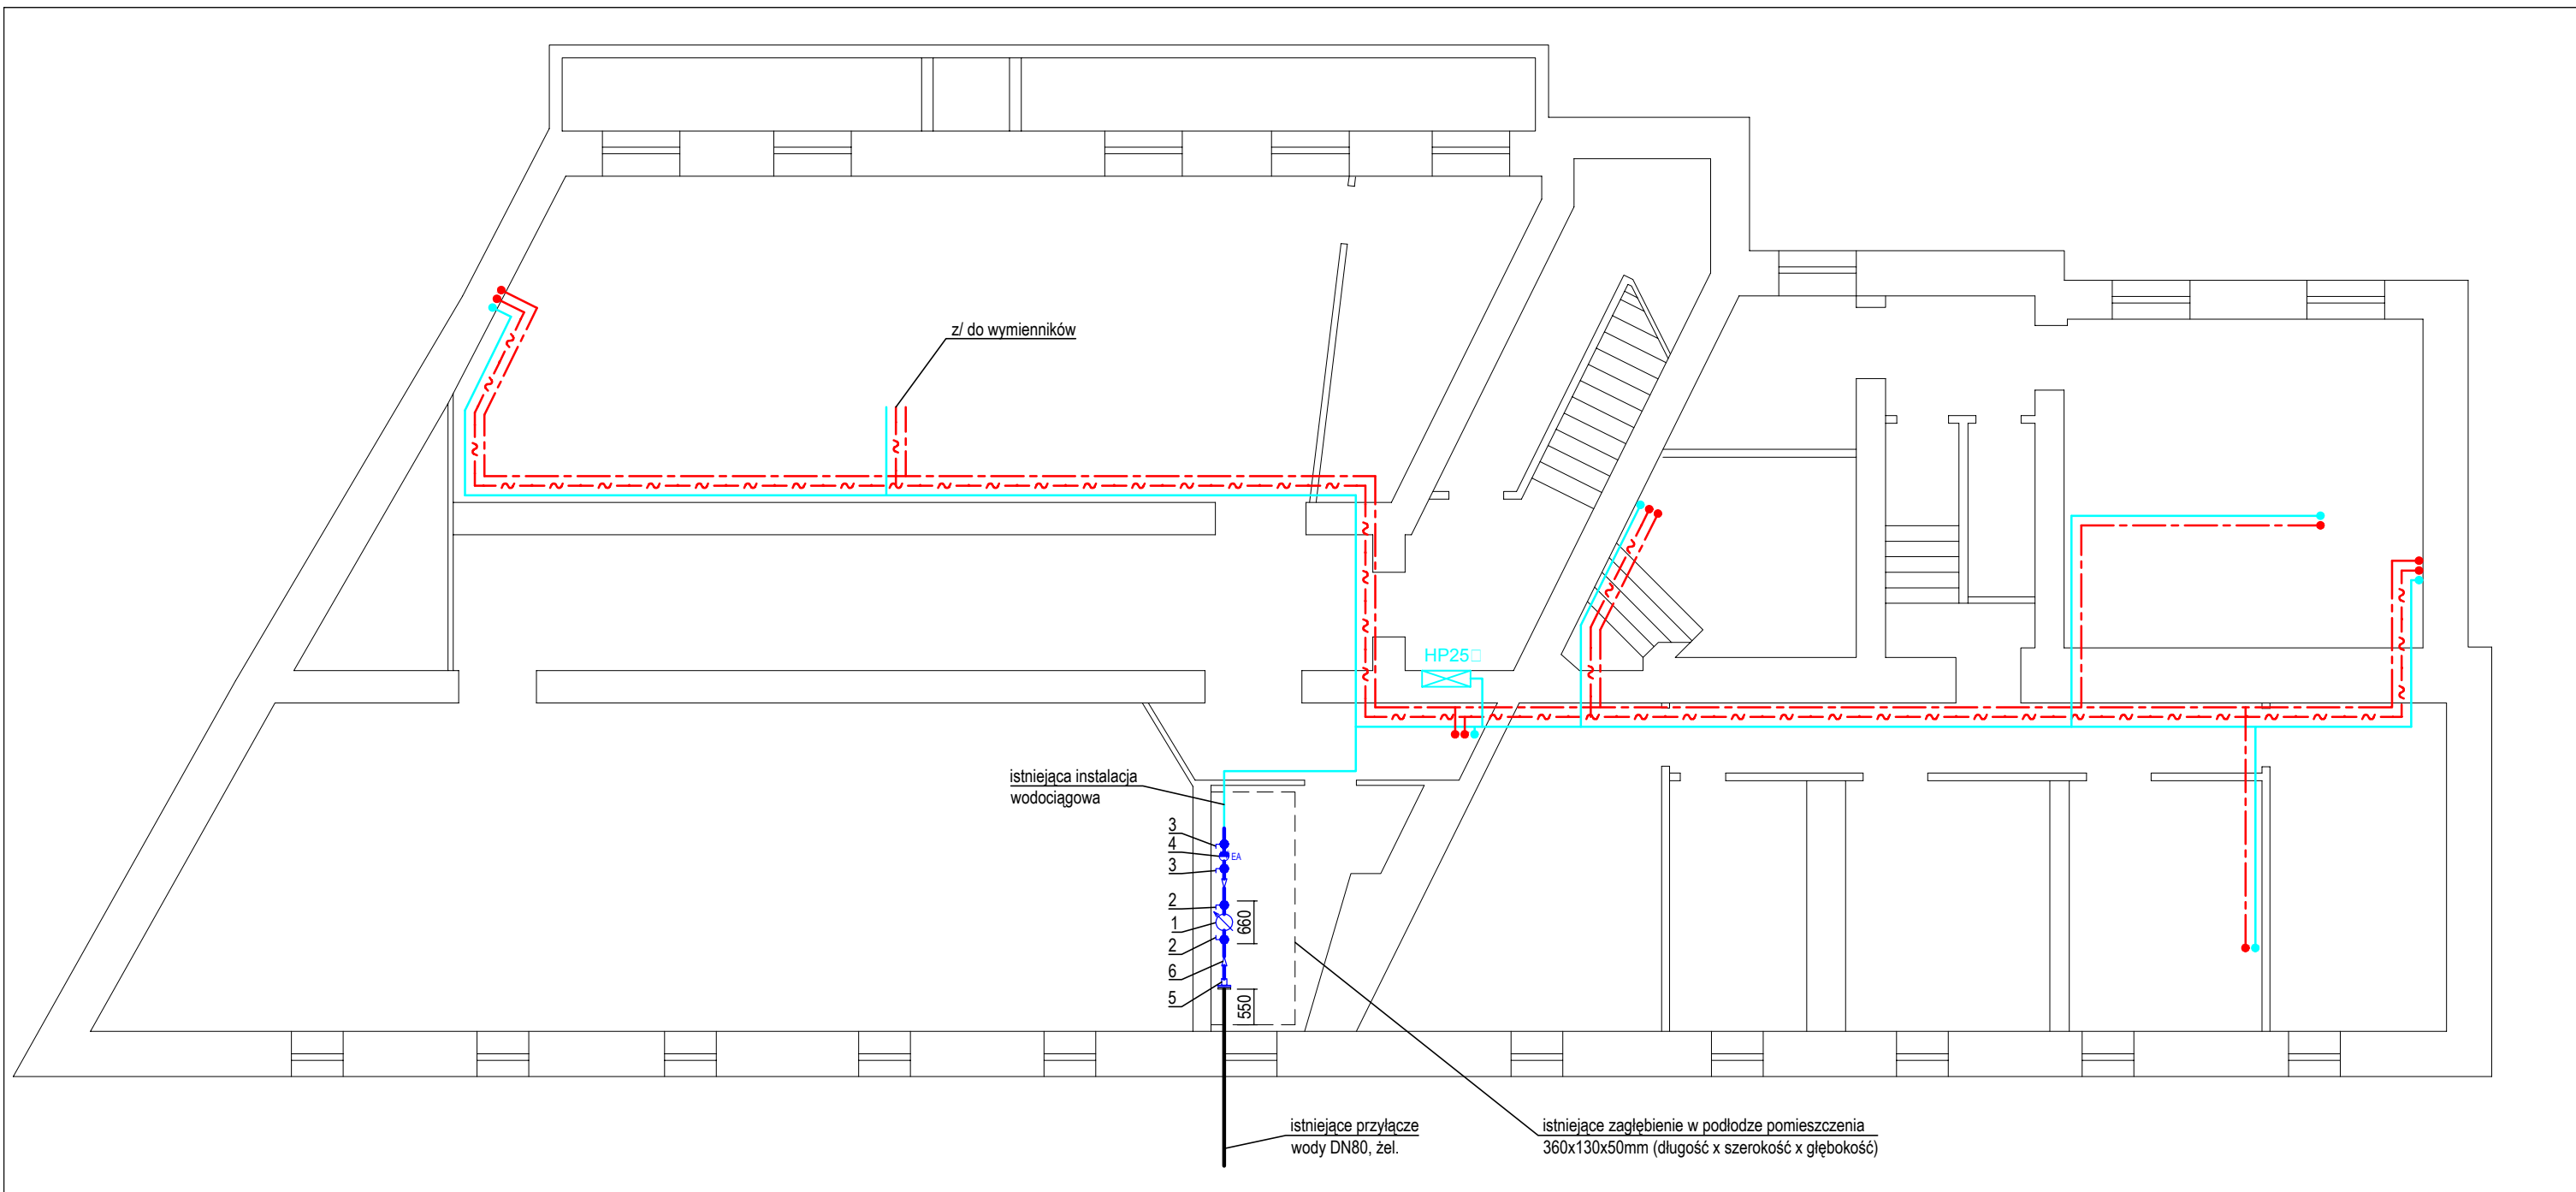 z/ do wymienników
HP25
istniejąca instalacja
wodociągowa
3
4
EA
3
2
1
660
2
6
5
550
istniejące przyłącze
wody DN80, żel.
istniejące zagłębienie w podłodze pomieszczenia
360x130x50mm (długość x szerokość x głębokość)